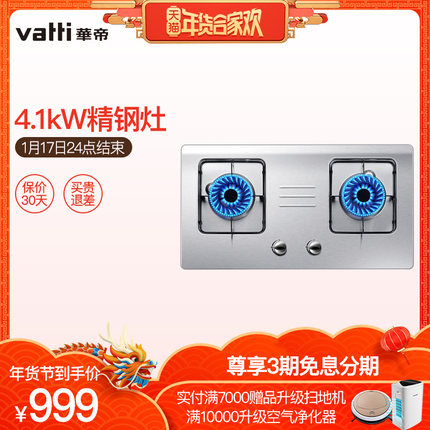 vatti 華帝
天猫 年货合家欢
4.1kW精钢灶
1月17日24点结束
保价
30天
买贵
退差
年货节到手价
¥999
尊享3期免息分期
实付满7000赠品升级扫地机
满10000升级空气净化器